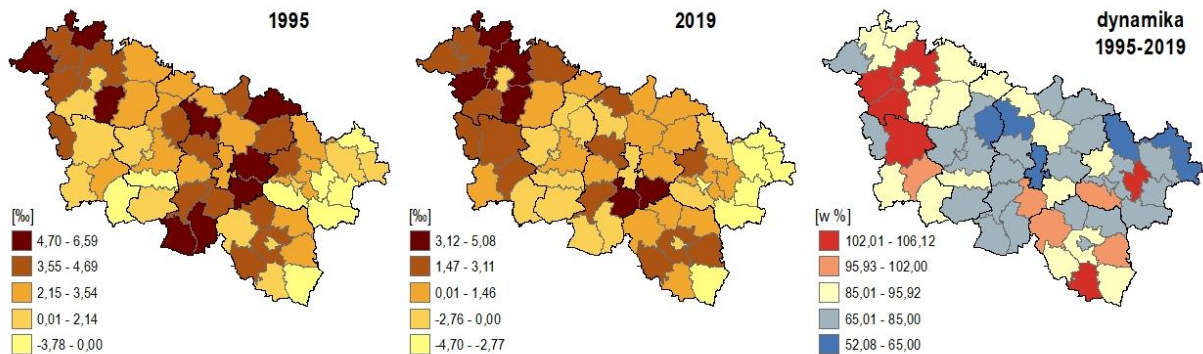 1995
[‰]
4,70 - 6,59
3,55 - 4,69
2,15 - 3,54
0,01 - 2,14
-3,78 - 0,00
2019
[‰]
3,12 - 5,08
1,47 - 3,11
0,01 - 1,46
-2,76 - 0,00
-4,70 - -2,77
dynamika
1995-2019
[w %]
102,01 - 106,12
95,93 - 102,00
85,01 - 95,92
65,01 - 85,00
52,08 - 65,00